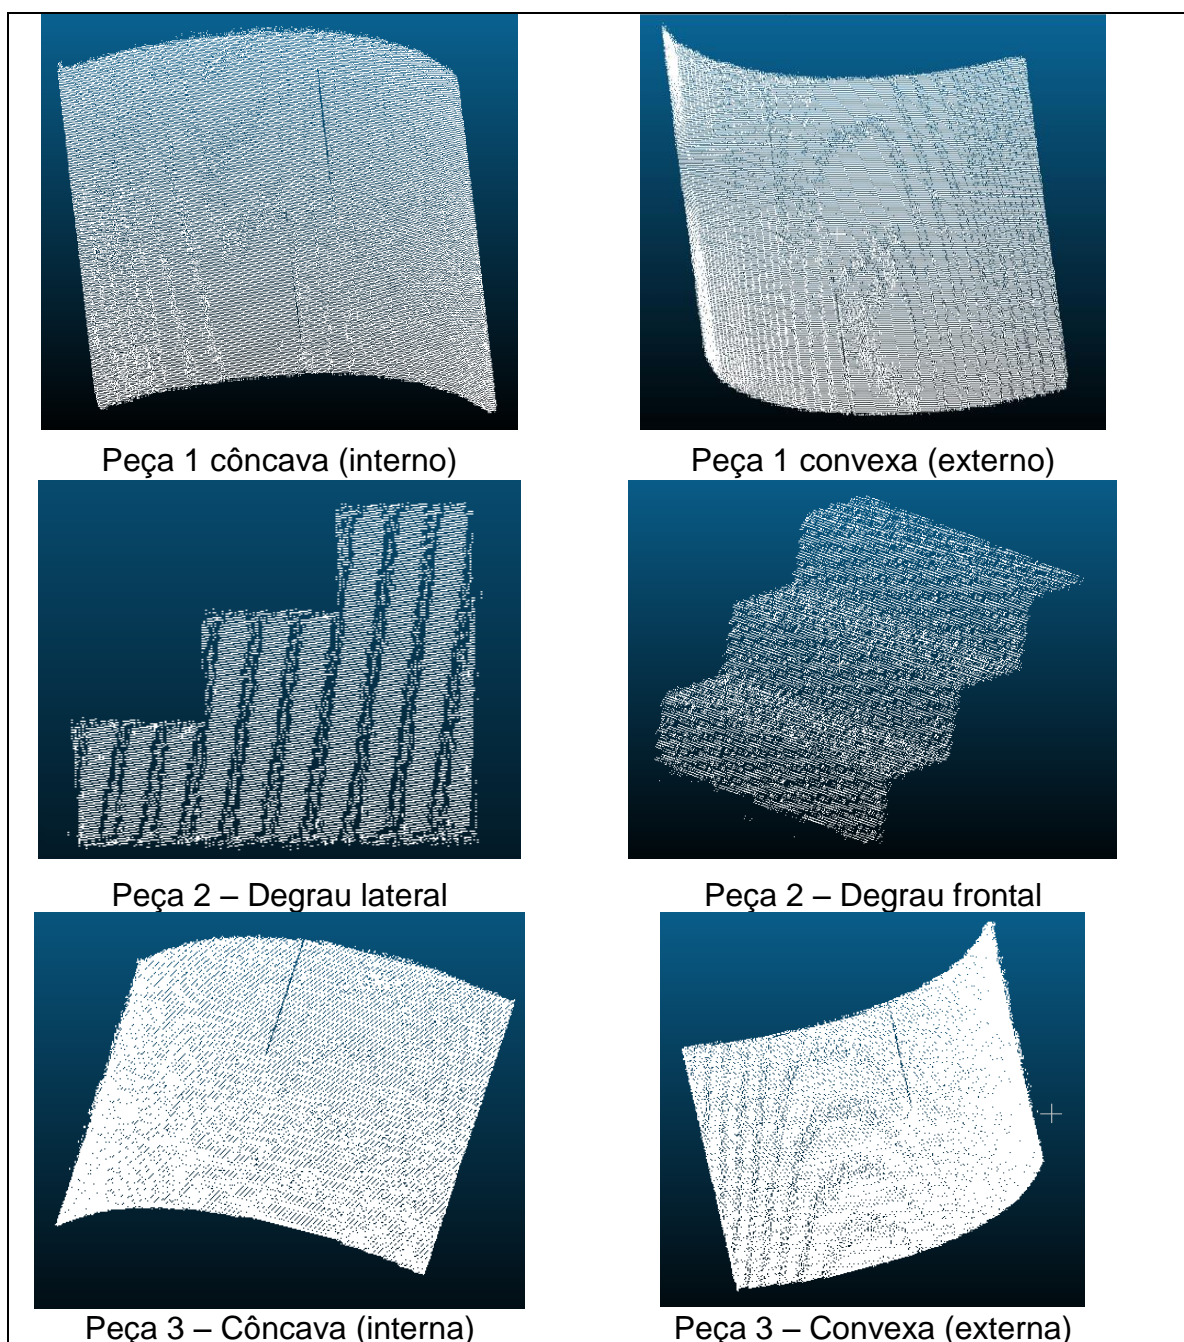 Peça 1 côncava (interno)
Peça 1 convexa (externo)
Peça 2 – Degrau lateral
Peça 2 – Degrau frontal
Peça 3 – Côncava (interna)
Peça 3 – Convexa (externa)